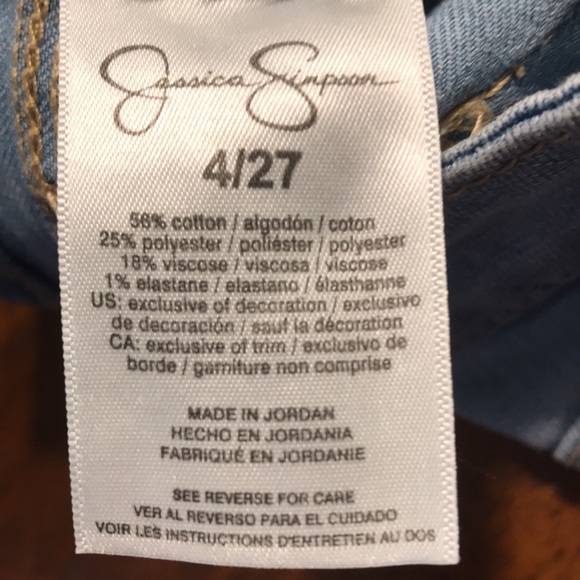 Jessica Simpson
4/27
56% cotton / algodón / coton
25% polyester / poliéster / polyester
18% viscose / viscosa / viscose
1% elastane / elastano / élasthanne
US: exclusive of decoration / exclusivo
de decoración / sauf la décoration
CA: exclusive of trim / exclusivo de
borde / garniture non comprise
MADE IN JORDAN
HECHO EN JORDANIA
FABRIQUÉ EN JORDANIE
SEE REVERSE FOR CARE
VER AL REVERSO PARA EL CUIDADO
VOIR LES INSTRUCTIONS D'ENTRETIEN AU DOS